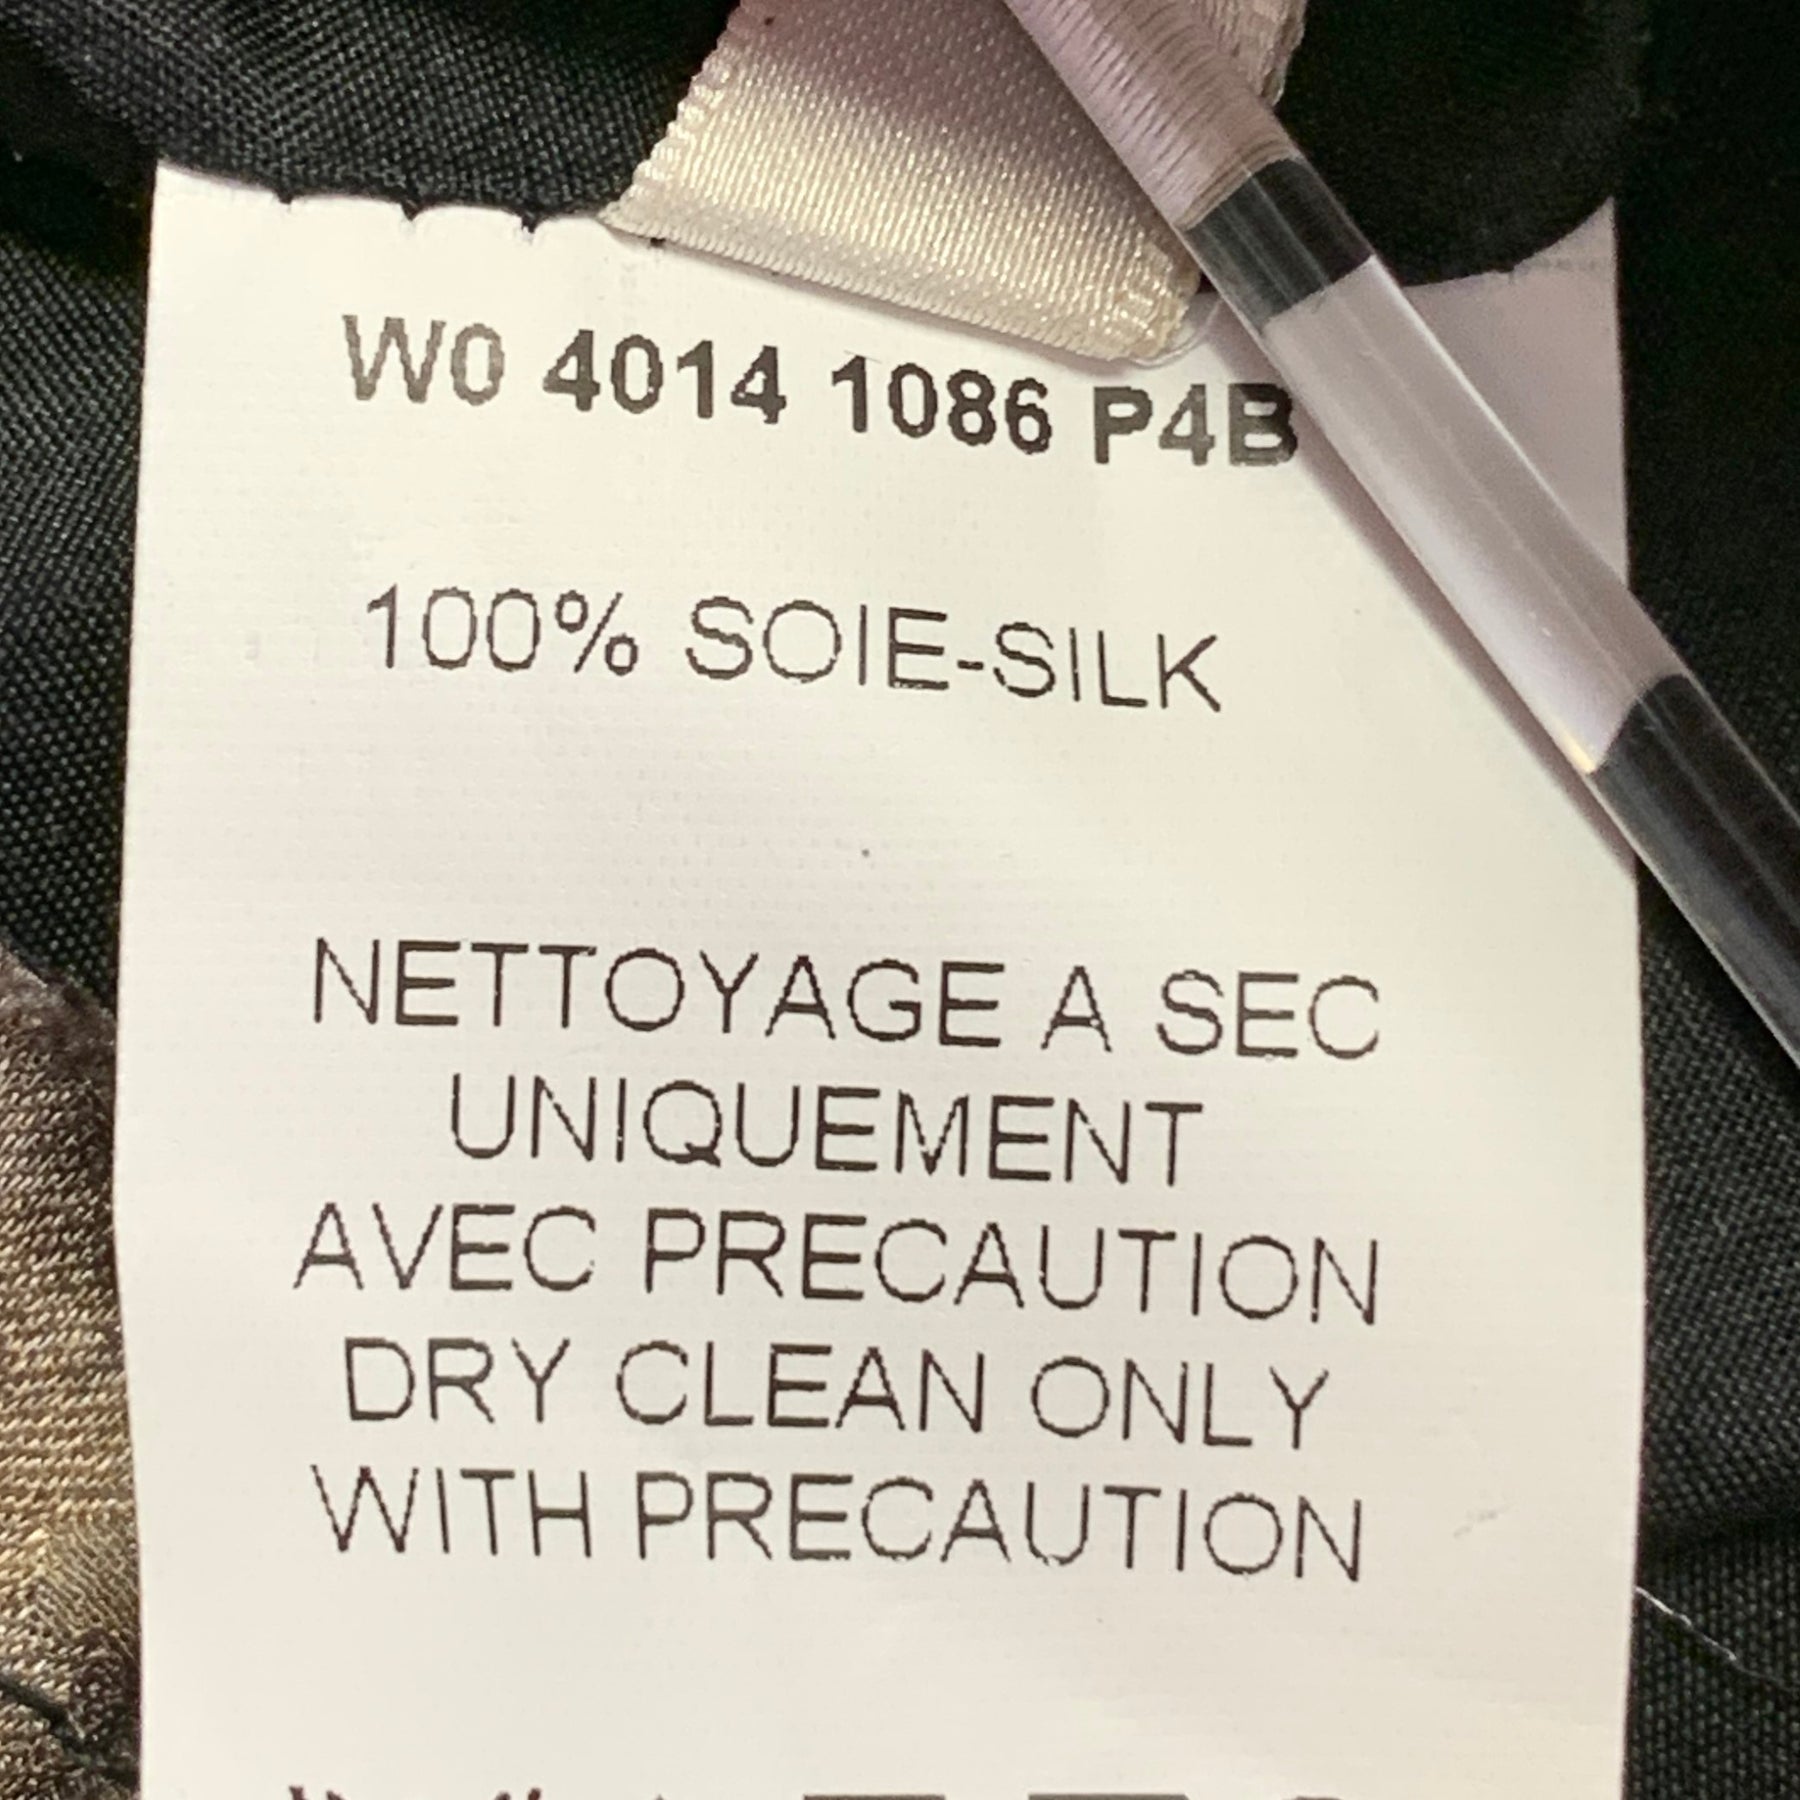 W0 4014 1086 P4B
100% SOIE-SILK
NETTOYAGE A SEC
UNIQUEMENT
AVEC PRECAUTION
DRY CLEAN ONLY
WITH PRECAUTION